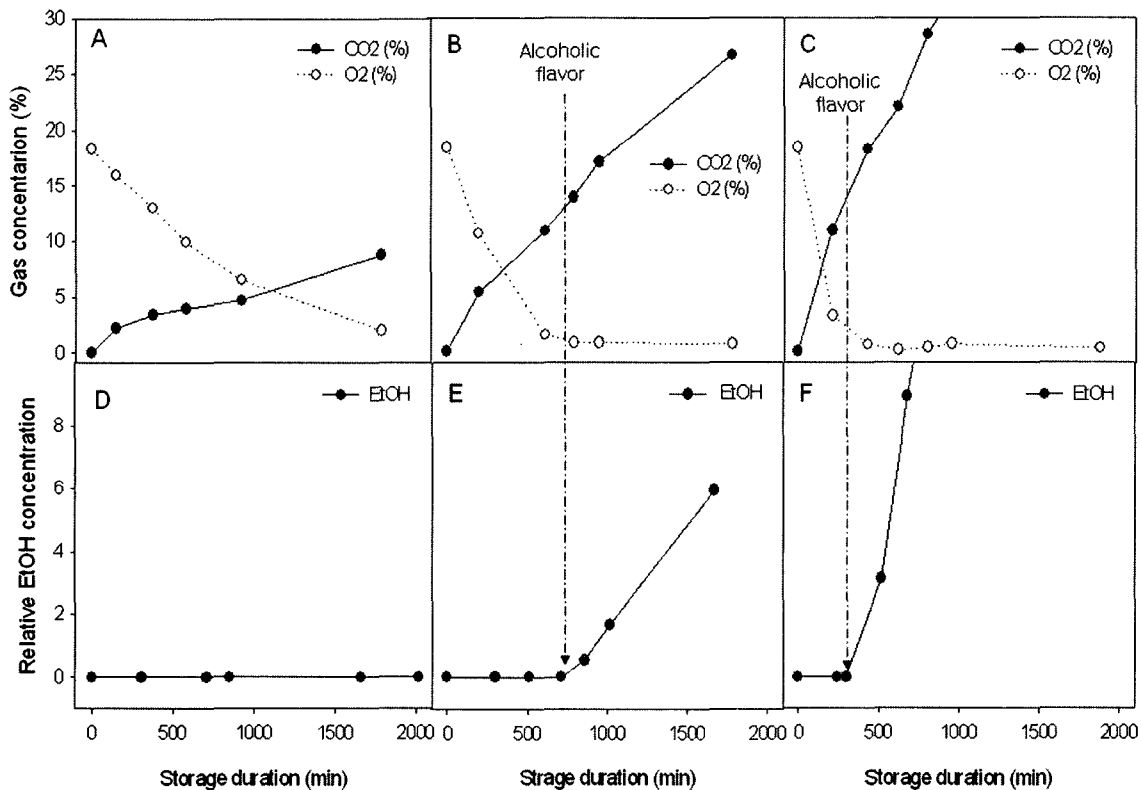 Gas concentarion (%)
30
25
20
15
10
5
0
A
CO2 (%)
O2 (%)
B
Alcoholic
flavor
CO2 (%)
O2 (%)
C
CO2 (%)
O2 (%)
Alcoholic
flavor
Relative EtOH concentration
8
6
4
2
0
D
EtOH
E
EtOH
F
EtOH
0 500 1000 1500 2000
0 500 1000 1500 2000
0 500 1000 1500 2000
Storage duration (min)
Strage duration (min)
Storage duration (min)